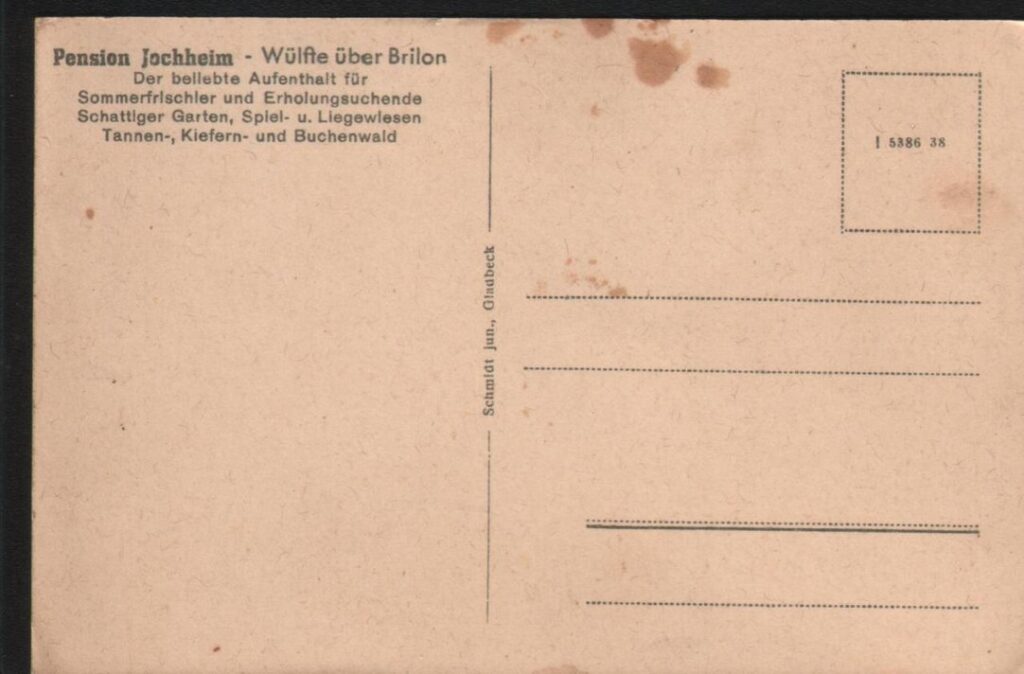 Pension Jochheim - Wülfte über Brilon
Der beliebte Aufenthalt für
Sommerfrischler und Erholungsuchende
Schattiger Garten, Spiel- u. Liegewiesen
Tannen-, Kiefern- und Buchenwald
I 5386 38
Schmidt jun., Gladbeck